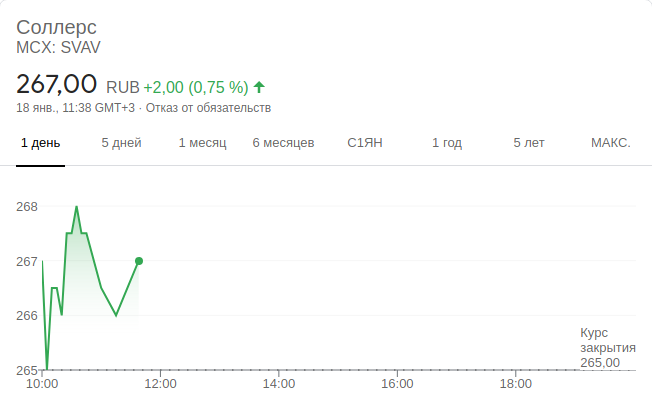 Соллерс
MCX: SVAV
267,00 RUB +2,00 (0,75 %)
18 янв., 11:38 GMT+3 · Отказ от обязательств
1 день 5 дней 1 месяц 6 месяцев С1ЯН 1 год 5 лет МАКС.
268
267
266
Курс
закрытия
265,00
265
10:00 12:00 14:00 16:00 18:00